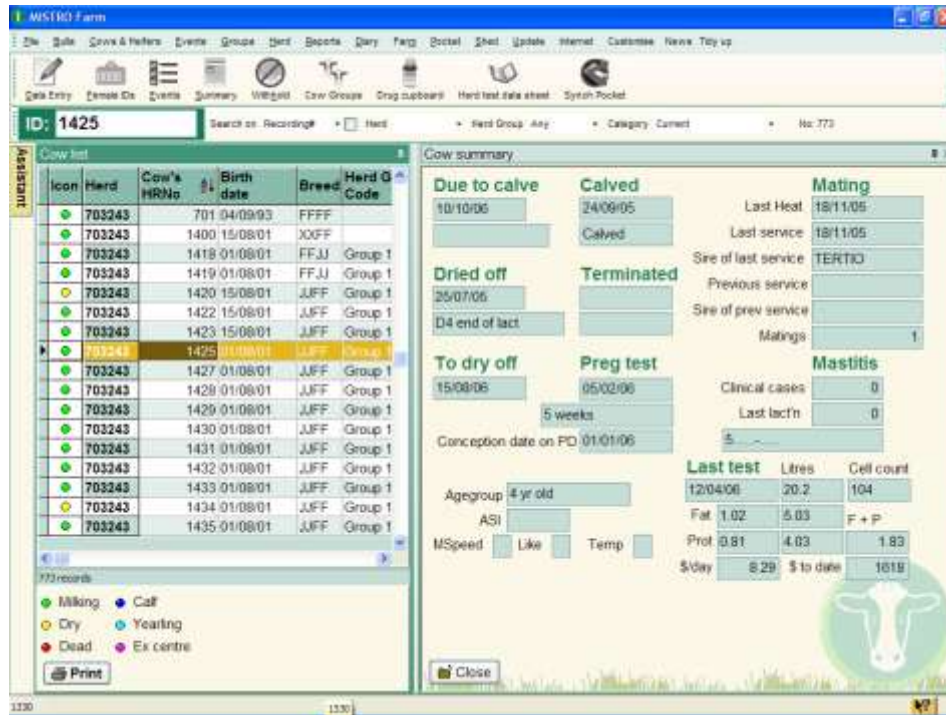 MISTRO Farm
File Bulls Cows & Heifers Events Groups Herd Reports Diary Farm Pocket Shed Update Internet Customise News Tidy up
Data Entry Female IDs Events Summary Withhold Cow Groups Drug cupboard Herd test data sheet Synch Pocket
ID: 1425 Search on Recording# Herd Herd Group Any Category Current No: 773
Assistant
Cow list
Icon Herd Cow's HRNo Birth date Breed Herd G Code
703243 701 04/09/93 FFFF
703243 1400 15/08/01 XXFF
703243 1418 01/08/01 FFJJ Group 1
703243 1419 01/08/01 FFJJ Group 1
703243 1420 15/08/01 JJFF Group 1
703243 1422 15/08/01 JJFF Group 1
703243 1423 15/08/01 JJFF Group 1
703243 1425 01/08/01 JJFF Group 1
703243 1427 01/08/01 JJFF Group 1
703243 1428 01/08/01 JJFF Group 1
703243 1429 01/08/01 JJFF Group 1
703243 1430 01/08/01 JJFF Group 1
703243 1431 01/09/01 JJFF Group 1
703243 1432 01/08/01 JJFF Group 1
703243 1433 01/08/01 JJFF Group 1
703243 1434 01/08/01 JJFF Group 1
703243 1435 01/08/01 JJFF Group 1
773 records
Milking Calf
Dry Yearling
Dead Ex centre
Print
Cow summary
Due to calve Calved Mating
10/10/06 24/09/05 Last Heat 18/11/05
Calved Last service 18/11/05
Sire of last service TERTIO
Dried off Terminated Previous service
25/07/05 Sire of prev service
D4 end of lact Matings 1
To dry off Preg test Mastitis
15/08/06 05/02/06 Clinical cases 0
5 weeks Last lact'n 0
Conception date on PD 01/01/06 5.... -..
Last test Litres Cell count
Agegroup 4 yr old 12/04/06 20.2 104
ASI Fat 1.02 5.03 F + P
MSpeed Like Temp Prot 0.81 4.03 1.83
$/day 8.29 $ to date 1618
Close
1330 1330